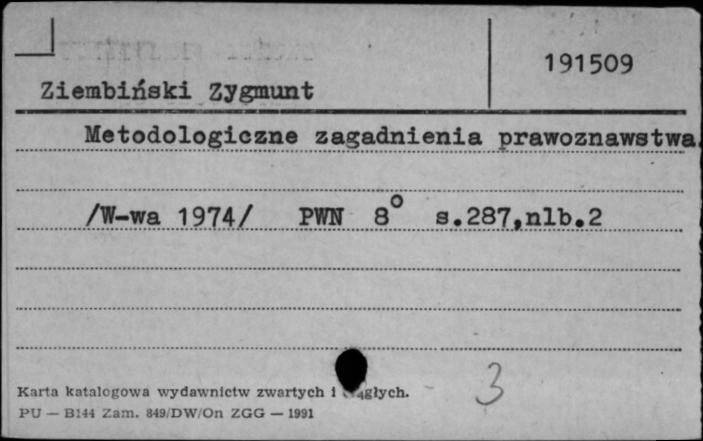 191509
Ziembiński Zygmunt
Metodologiczne zagadnienia prawoznawstwa.
/W-wa 1974/ PWN 8° s.287,nlb.2
3
Karta katalogowa wydawnictw zwartych i
PU — B144 Zam. 849/DW/On ZGG — 1991